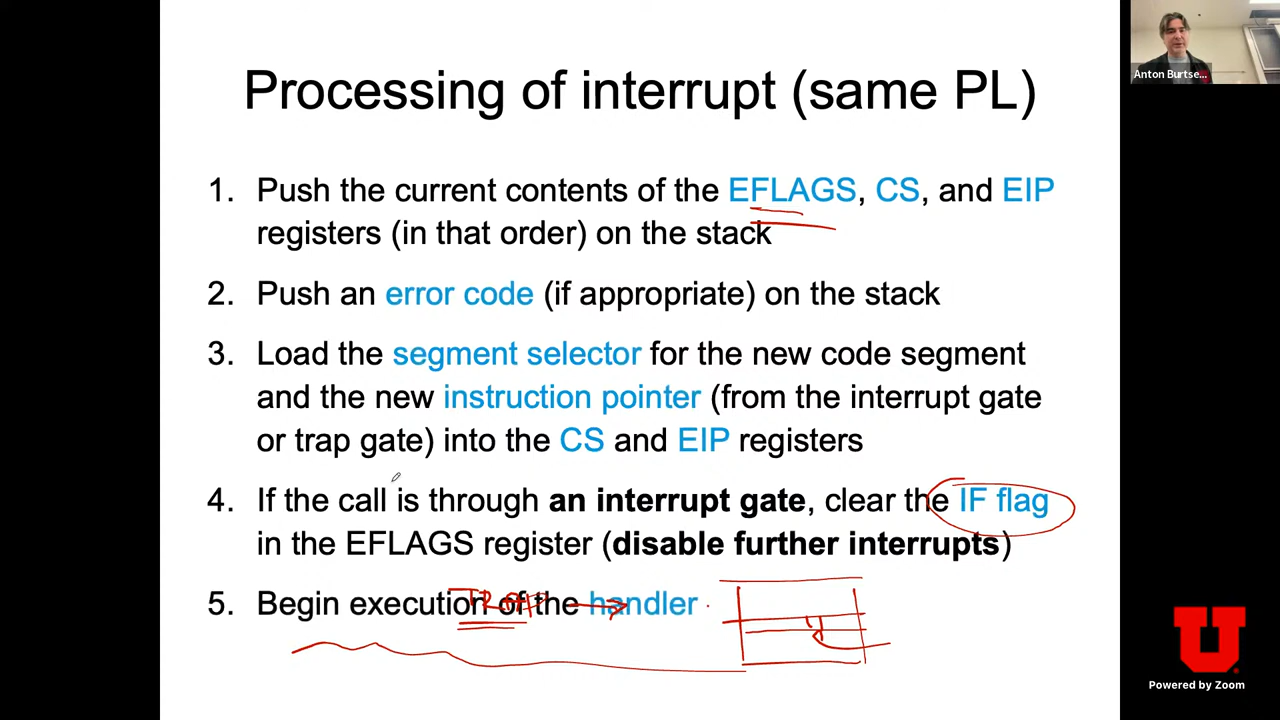 Anton Burtse...
Processing of interrupt (same PL)
1. Push the current contents of the EFLAGS, CS, and EIP
registers (in that order) on the stack
2. Push an error code (if appropriate) on the stack
3. Load the segment selector for the new code segment
and the new instruction pointer (from the interrupt gate
or trap gate) into the CS and EIP registers
4. If the call is through an interrupt gate, clear the IF flag
in the EFLAGS register (disable further interrupts)
5. Begin execution of the handler
TRAP
U
Powered by Zoom